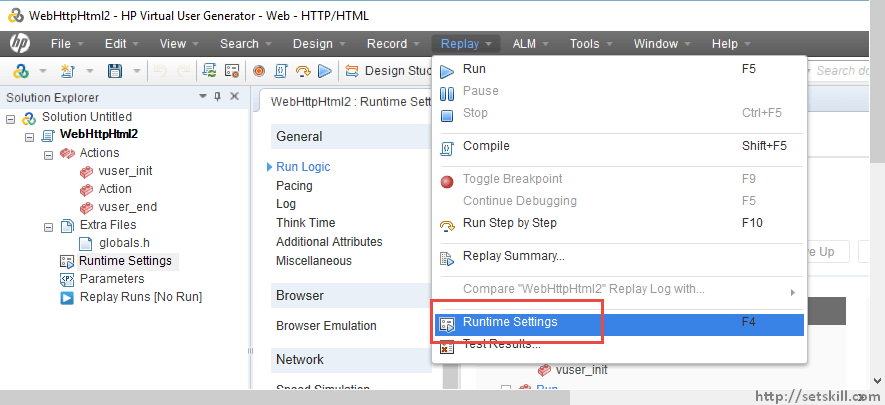 WebHttpHtml2 - HP Virtual User Generator - Web - HTTP/HTML
hp File Edit View Search Design Record Replay ALM Tools Window Help
Design Stud
Search doc
Solution Explorer
Solution Untitled
WebHttpHtml2
Actions
vuser_init
Action
vuser_end
Extra Files
globals.h
Runtime Settings
Parameters
Replay Runs [No Run]
WebHttpHtml2 : Runtime Sett
General
Run Logic
Pacing
Log
Think Time
Additional Attributes
Miscellaneous
Browser
Browser Emulation
Network
Speed Simulation
Run F5
Pause
Stop Ctrl+F5
Compile Shift+F5
Toggle Breakpoint F9
Continue Debugging F5
Run Step by Step F10
Replay Summary...
Compare "WebHttpHtml2" Replay Log with...
Runtime Settings F4
Test Results...
ve Up
vuser_init
Run
http://setskill.com